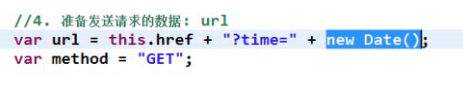 //4. 准备发送请求的数据: url
var url = this.href + "?time=" + new Date();
var method = "GET";